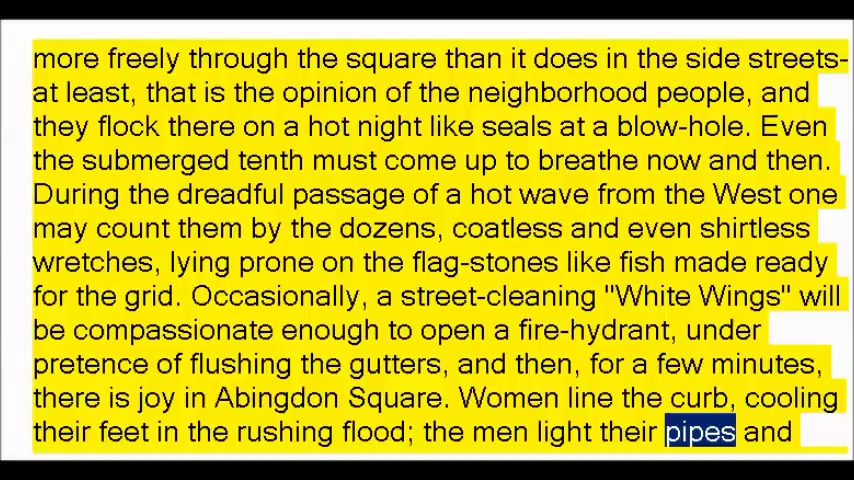 more freely through the square than it does in the side streets-
at least, that is the opinion of the neighborhood people, and
they flock there on a hot night like seals at a blow-hole. Even
the submerged tenth must come up to breathe now and then.
During the dreadful passage of a hot wave from the West one
may count them by the dozens, coatless and even shirtless
wretches, lying prone on the flag-stones like fish made ready
for the grid. Occasionally, a street-cleaning "White Wings" will
be compassionate enough to open a fire-hydrant, under
pretence of flushing the gutters, and then, for a few minutes,
there is joy in Abingdon Square. Women line the curb, cooling
their feet in the rushing flood; the men light their pipes and